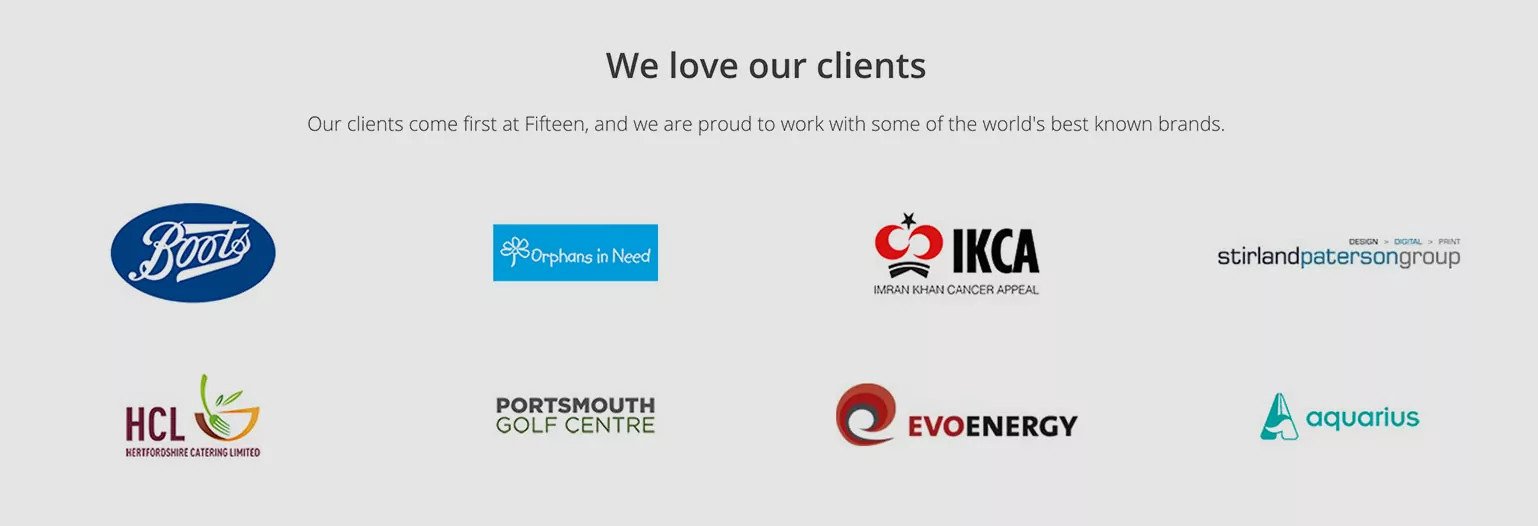 We love our clients
Our clients come first at Fifteen, and we are proud to work with some of the world's best known brands.
Boots
Orphans in Need
IKCA
IMRAN KHAN CANCER APPEAL
DESIGN > DIGITAL > PRINT
stirlandpatersongroup
HCL
HERTFORDSHIRE CATERING LIMITED
PORTSMOUTH
GOLF CENTRE
EVOENERGY
aquarius